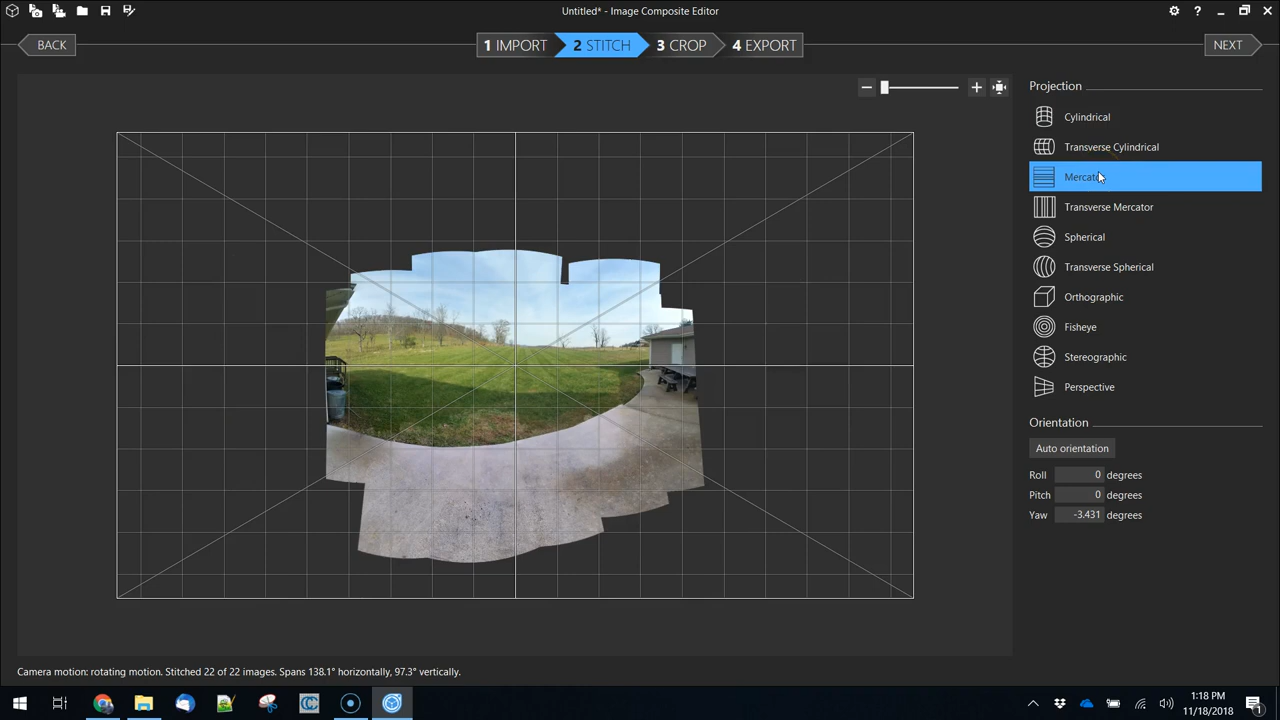 Untitled* - Image Composite Editor
BACK
1 IMPORT
2 STITCH
3 CROP
4 EXPORT
NEXT
Projection
Cylindrical
Transverse Cylindrical
Mercator
Transverse Mercator
Spherical
Transverse Spherical
Orthographic
Fisheye
Stereographic
Perspective
Orientation
Auto orientation
Roll 0 degrees
Pitch 0 degrees
Yaw -3.431 degrees
Camera motion: rotating motion. Stitched 22 of 22 images. Spans 138.1° horizontally, 97.3° vertically.
1:18 PM
11/18/2018